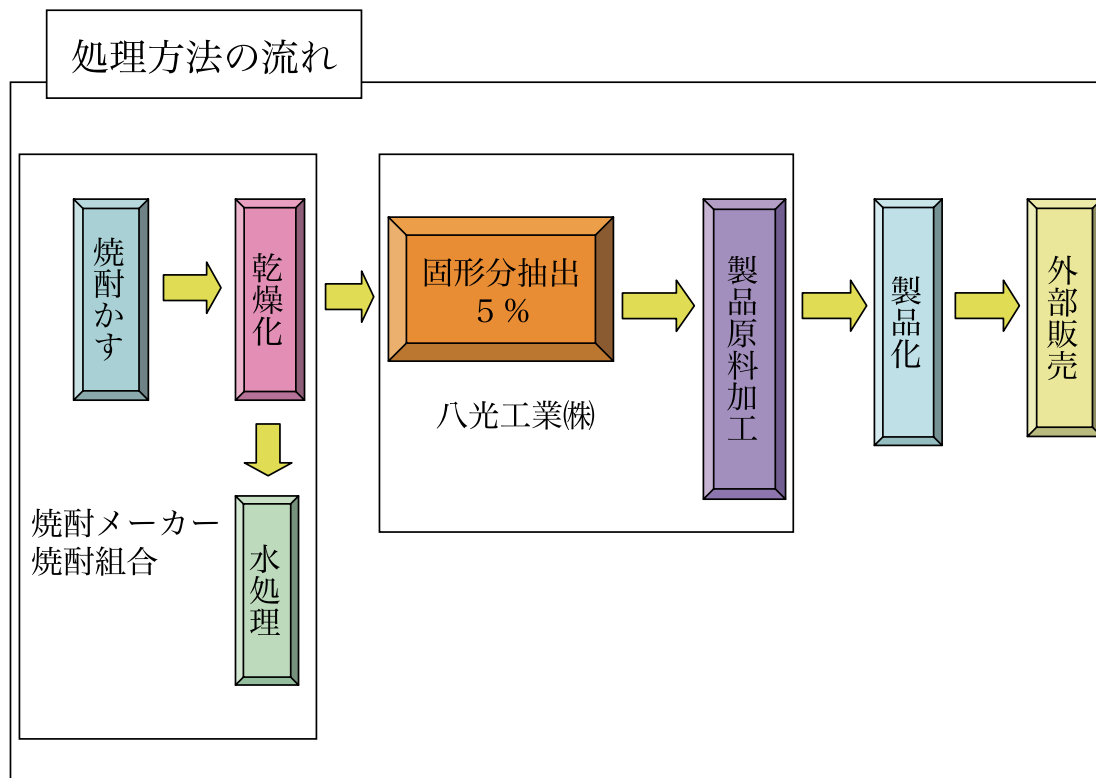 処理方法の流れ
焼酎かす
乾燥化
水処理
焼酎メーカー
焼酎組合
固形分抽出
5%
八光工業㈱
製品原料加工
製品化
外部販売